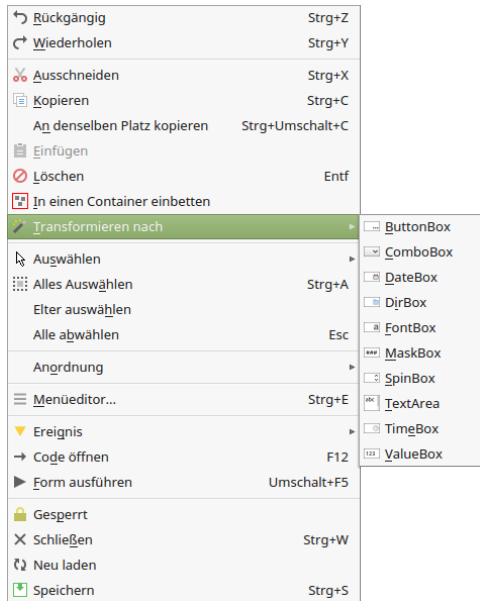 Rückgängig Strg+Z
Wiederholen Strg+Y
Ausschneiden Strg+X
Kopieren Strg+C
An denselben Platz kopieren Strg+Umschalt+C
Einfügen
Löschen Entf
In einen Container einbetten
Transformieren nach
Auswählen
Alles Auswählen Strg+A
Elter auswählen
Alle abwählen Esc
Anordnung
Menüeditor... Strg+E
Ereignis
Code öffnen F12
Form ausführen Umschalt+F5
Gesperrt
Schließen Strg+W
Neu laden
Speichern Strg+S
ButtonBox
ComboBox
DateBox
DirBox
FontBox
MaskBox
SpinBox
TextArea
TimeBox
ValueBox